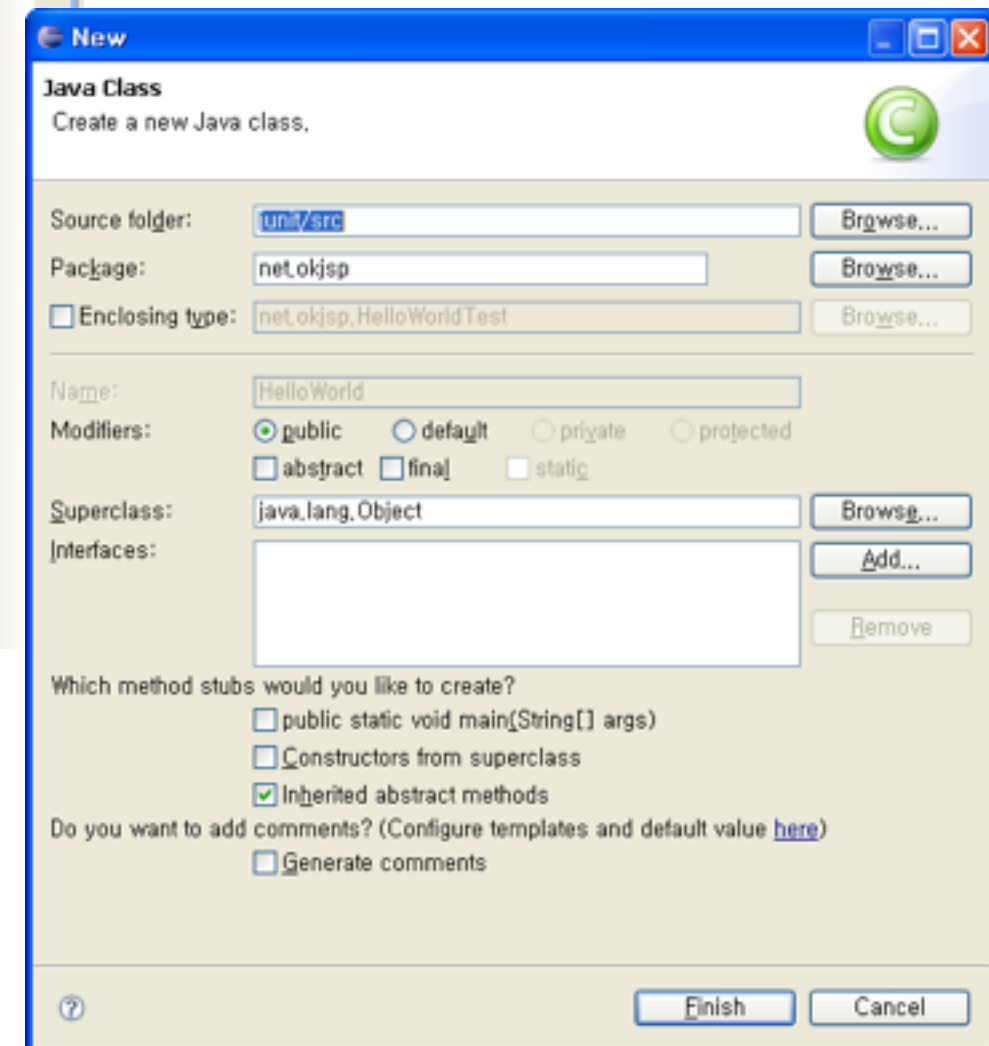 New
Java Class
Create a new Java class.
Source folder: junit/src Browse...
Package: net.okjsp Browse...
Enclosing type: net.okjsp.HelloWorldTest Browse...
Name: HelloWorld
Modifiers: public default private protected
abstract final static
Superclass: java.lang.Object Browse...
Interfaces: Add...
Remove
Which method stubs would you like to create?
public static void main(String[] args)
Constructors from superclass
Inherited abstract methods
Do you want to add comments? (Configure templates and default value here)
Generate comments
? Finish Cancel